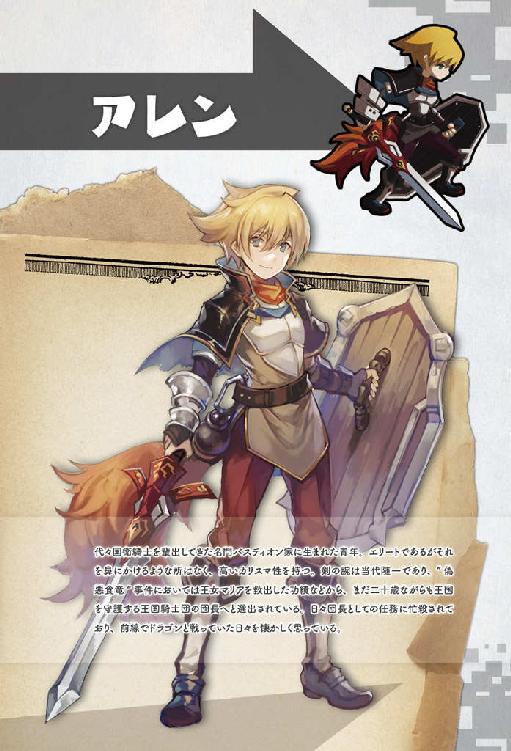 アレン
代々国衛騎士を輩出してきた名門ベスディオン家に生まれた青年。エリートであるがそれ
を鼻にかけるような所はなく、高いカリスマ性を持つ。剣の腕は当代随一であり、"偽
悪食竜"事件においては王女マリアを救出した功績などから、まだ二十歳ながらも王国
を守護する王国騎士団の団長へと選出されている。日々団長としての任務に忙殺されて
おり、前線でドラゴンと戦っていた日々を懐かしく思っている。